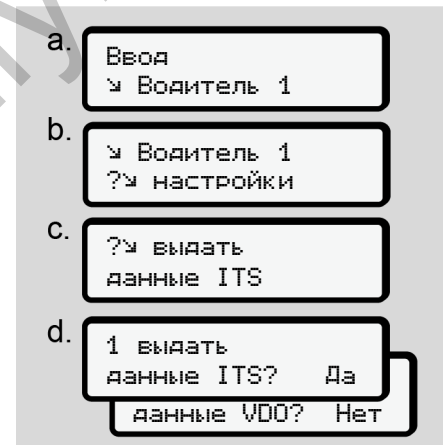 a.
Ввод
↘ Водитель 1
b.
↘ Водитель 1
?↘ настройки
c.
?↘ выдать
данные ITS
d.
1 выдать
данные ITS? Да
данные VDO? Нет